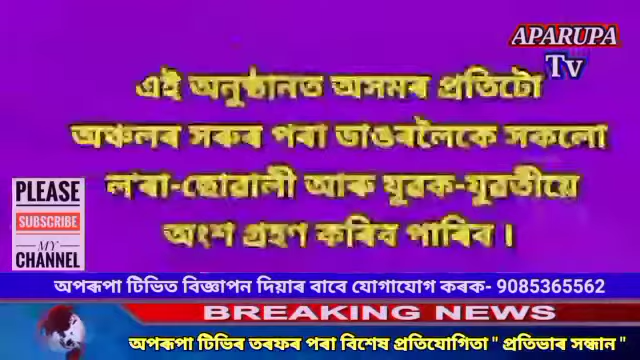 APARUPA
Tv
এই অনুষ্ঠানত অসমৰ প্ৰতিটো
অঞ্চলৰ সৰুৰ পৰা ডাঙৰলৈকে সকলো
ল'ৰা-ছোৱালী আৰু যুৱক-যুৱতীয়ে
অংশ গ্ৰহণ কৰিব পাৰিব ।
PLEASE
SUBSCRIBE
MY
CHANNEL
অপৰূপা টিভিত বিজ্ঞাপন দিয়াৰ বাবে যোগাযোগ কৰক- 9085365562
BREAKING NEWS
অপৰূপা টিভিৰ তৰফৰ পৰা বিশেষ প্ৰতিযোগিতা " প্ৰতিভাৰ সন্ধান "